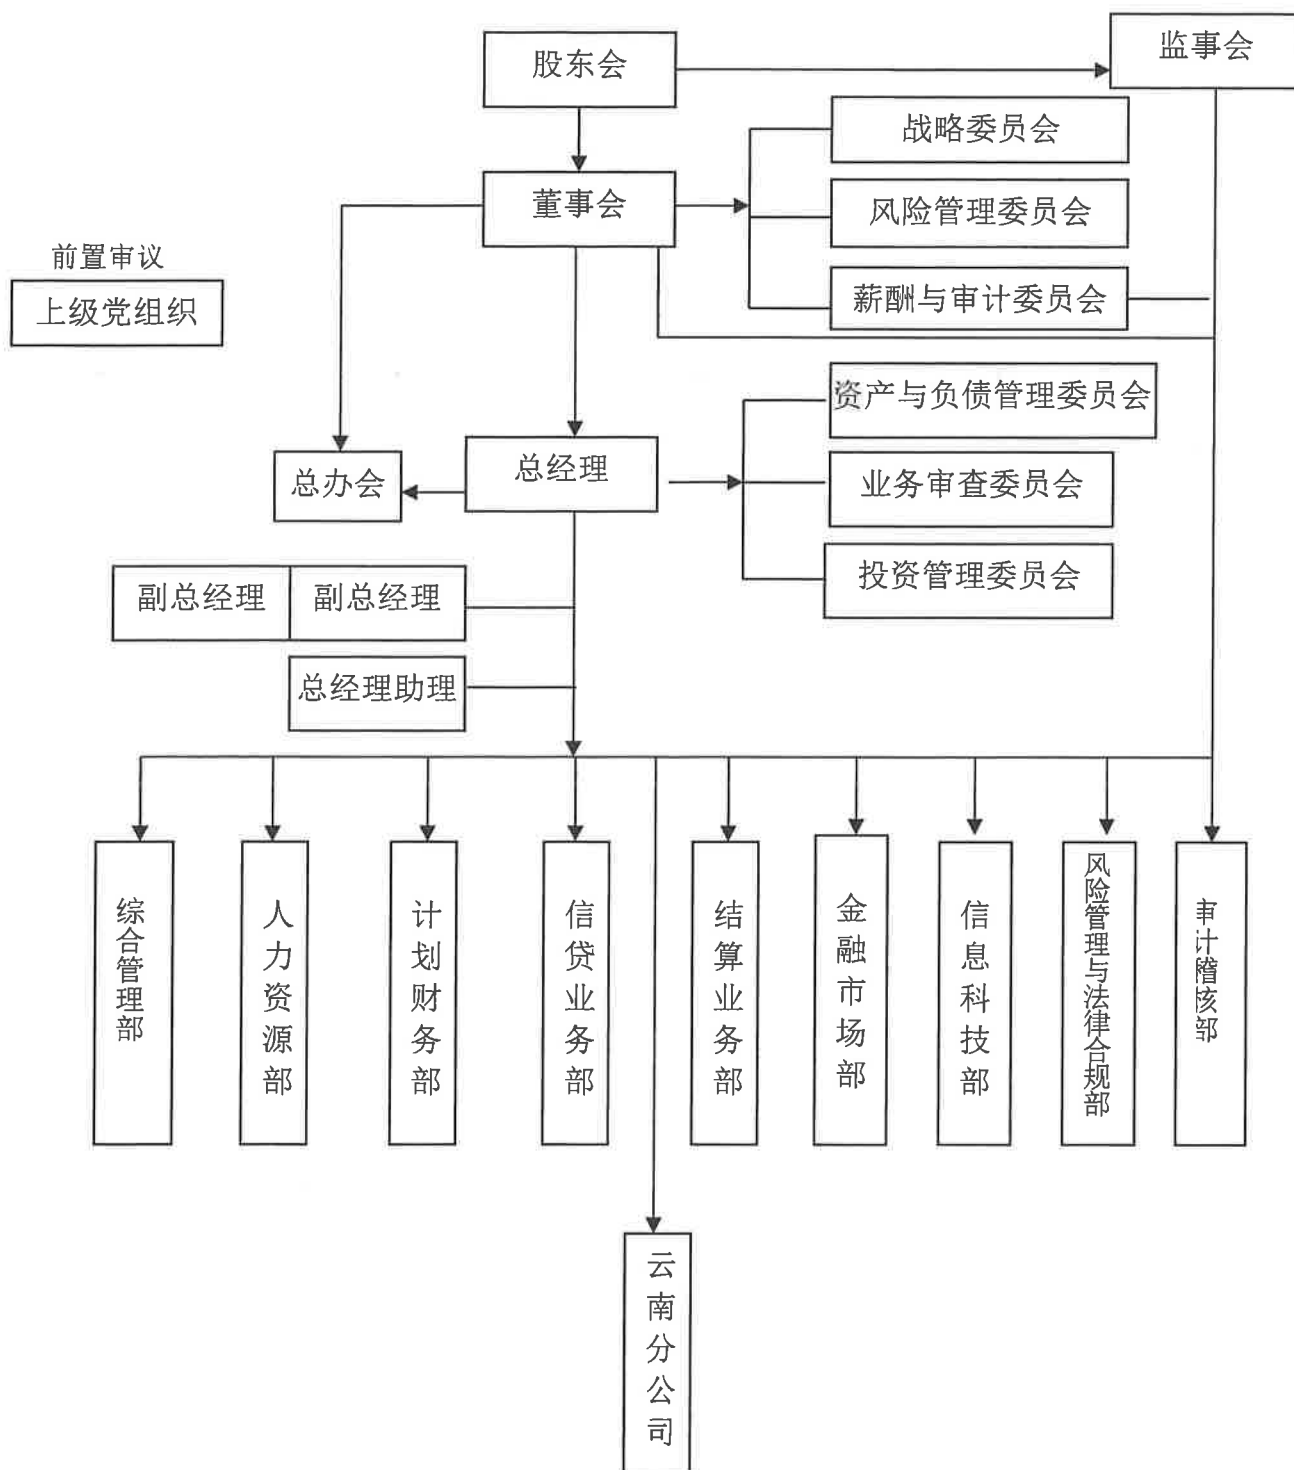 监事会
股东会
战略委员会
董事会
风险管理委员会
前置审议
上级党组织
薪酬与审计委员会
资产与负债管理委员会
总经理
总办会
业务审查委员会
投资管理委员会
副总经理
副总经理
总经理助理
综合管理部
人力资源部
计划财务部
信贷业务部
结算业务部
金融市场部
信息科技部
风险管理与法律合规部
审计稽核部
云南分公司